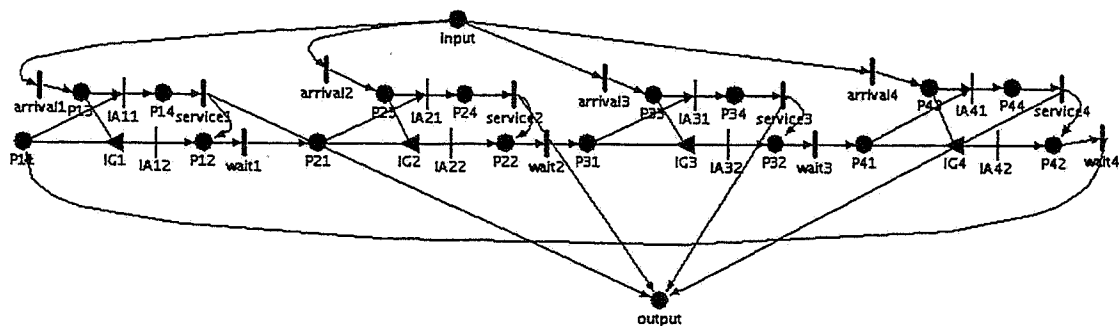 input
arrival1
P13
IA11
P14
service1
arrival2
P23
IA21
P24
service2
arrival3
P33
IA31
P34
service3
arrival4
P43
IA41
P44
service4
P11
IG1
IA12
P12
wait1
P21
IG2
IA22
P22
wait2
P31
IG3
IA32
P32
wait3
P41
IG4
IA42
P42
wait4
output